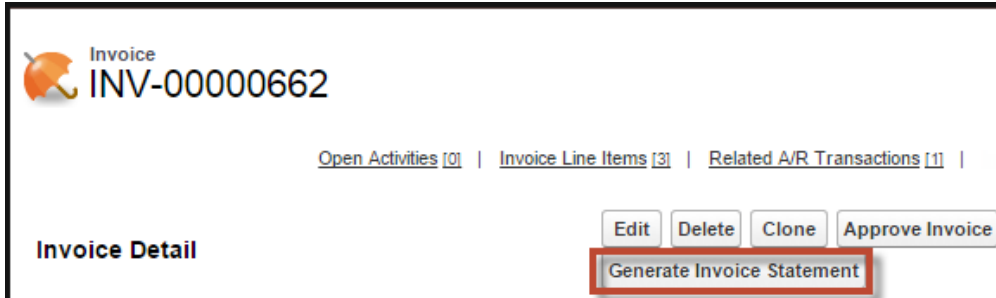 Invoice
INV-00000662
Open Activities [0] | Invoice Line Items [3] | Related A/R Transactions [1] |
Edit Delete Clone Approve Invoice
Invoice Detail
Generate Invoice Statement